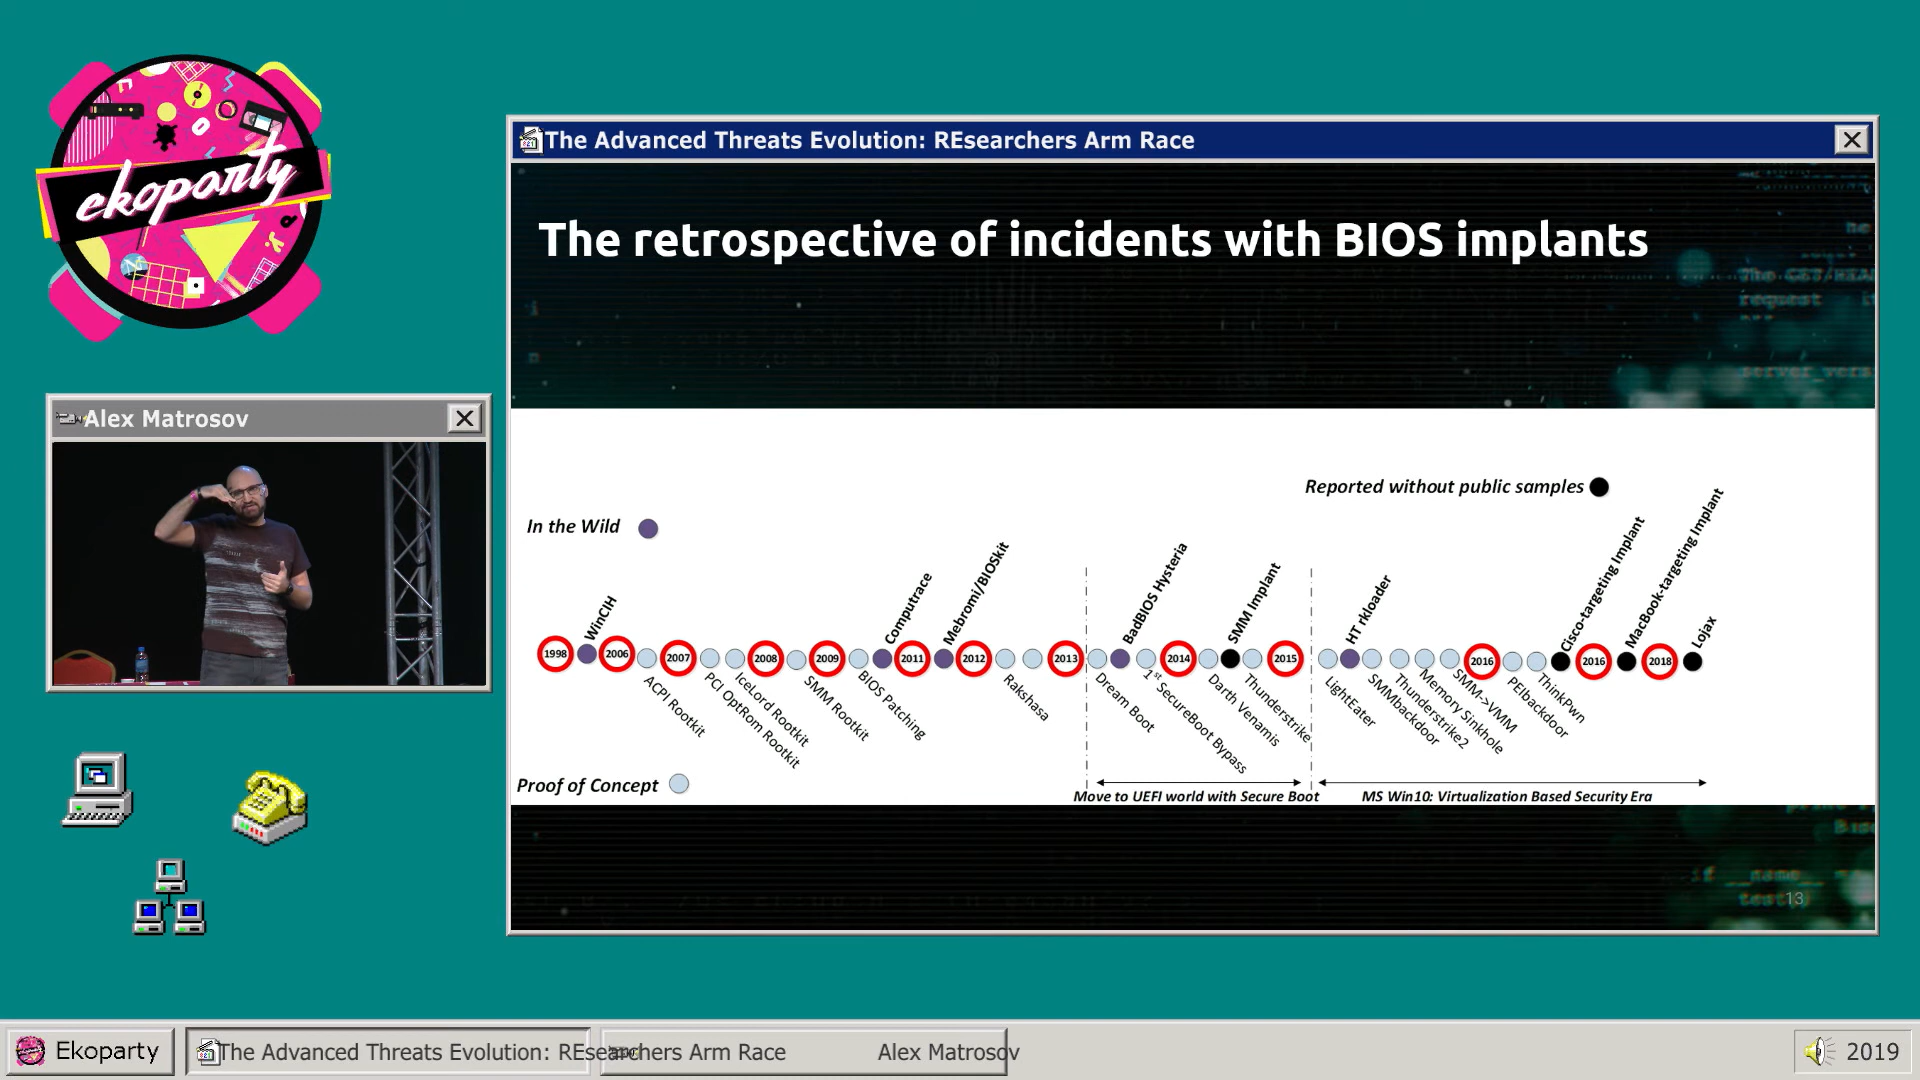 ekoparty
The Advanced Threats Evolution: REsearchers Arm Race
The retrospective of incidents with BIOS implants
Alex Matrosov
Reported without public samples
In the Wild
WinCIH
Computrace
Mebromi/BIOSkit
BadBIOS Hysteria
SMM Implant
HT rkloader
Cisco-targeting Implant
MacBook-targeting Implant
Lojax
1998
2006
2007
2008
2009
2011
2012
2013
2014
2015
2016
2016
2018
ACPI Rootkit
PCI OptRom Rootkit
IceLord Rootkit
SMM Rootkit
BIOS Patching
Rakshasa
Dream Boot
1st SecureBoot Bypass
Darth Venamis
Thunderstrike
LightEater
SMMbackdoor
Thunderstrike2
Memory Sinkhole
SMM->VMM
PEIbackdoor
ThinkPwn
Proof of Concept
Move to UEFI world with Secure Boot
MS Win10: Virtualization Based Security Era
13
Ekoparty
The Advanced Threats Evolution: REsearchers Arm Race
Alex Matrosov
2019